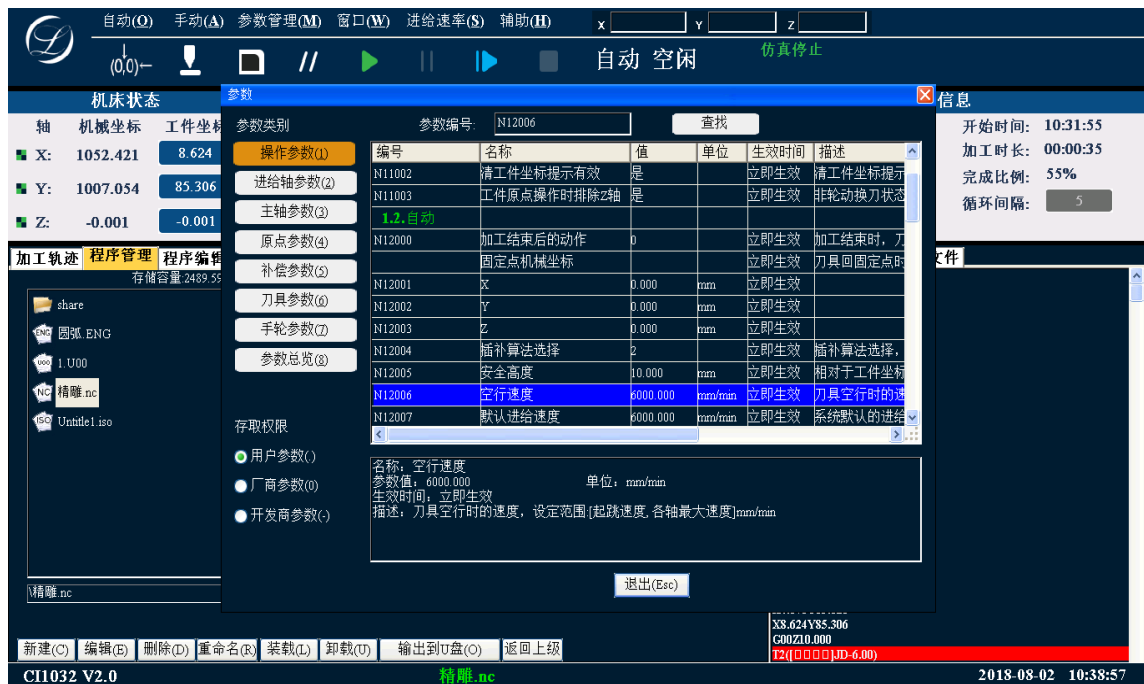 自动(O) 手动(A) 参数管理(M) 窗口(W) 进给速率(S) 辅助(H) X Y Z
(0,0) 自动 空闲 仿真停止
机床状态 信息
轴 机械坐标 工件坐标
X: 1052.421 8.624
Y: 1007.054 85.306
Z: -0.001 -0.001
开始时间: 10:31:55
加工时长: 00:00:35
完成比例: 55%
循环间隔: 5
加工轨迹 程序管理 程序编辑 文件
存储容量:2489.59
share
圆弧.ENG
1.U00
精雕.nc
Untitle1.iso
\精雕.nc
参数
参数类别 参数编号: N12006 查找
操作参数(1)
进给轴参数(2)
主轴参数(3)
原点参数(4)
补偿参数(5)
刀具参数(6)
手轮参数(7)
参数总览(8)
存取权限
用户参数(.)
厂商参数(0)
开发商参数(-)
编号 名称 值 单位 生效时间 描述
N11002 清工件坐标提示有效 是 立即生效 清工件坐标提示
N11003 工件原点操作时排除Z轴 是 立即生效 非轮动换刀状态
1.2.自动
N12000 加工结束后的动作 0 立即生效 加工结束时，刀
固定点机械坐标 立即生效 刀具回固定点时
N12001 X 0.000 mm 立即生效
N12002 Y 0.000 mm 立即生效
N12003 Z 0.000 mm 立即生效
N12004 插补算法选择 2 立即生效 插补算法选择，
N12005 安全高度 10.000 mm 立即生效 相对于工件坐标
N12006 空行速度 6000.000 mm/min 立即生效 刀具空行时的速
N12007 默认进给速度 6000.000 mm/min 立即生效 系统默认的进给
名称：空行速度
参数值：6000.000 单位：mm/min
生效时间：立即生效
描述：刀具空行时的速度，设定范围:[起跳速度, 各轴最大速度]mm/min
退出(Esc)
X8.624Y85.306
G00Z10.000
T2([□□□□]JD-6.00)
新建(C) 编辑(E) 删除(D) 重命名(R) 装载(L) 卸载(U) 输出到U盘(O) 返回上级
CI1032 V2.0 精雕.nc 2018-08-02 10:38:57